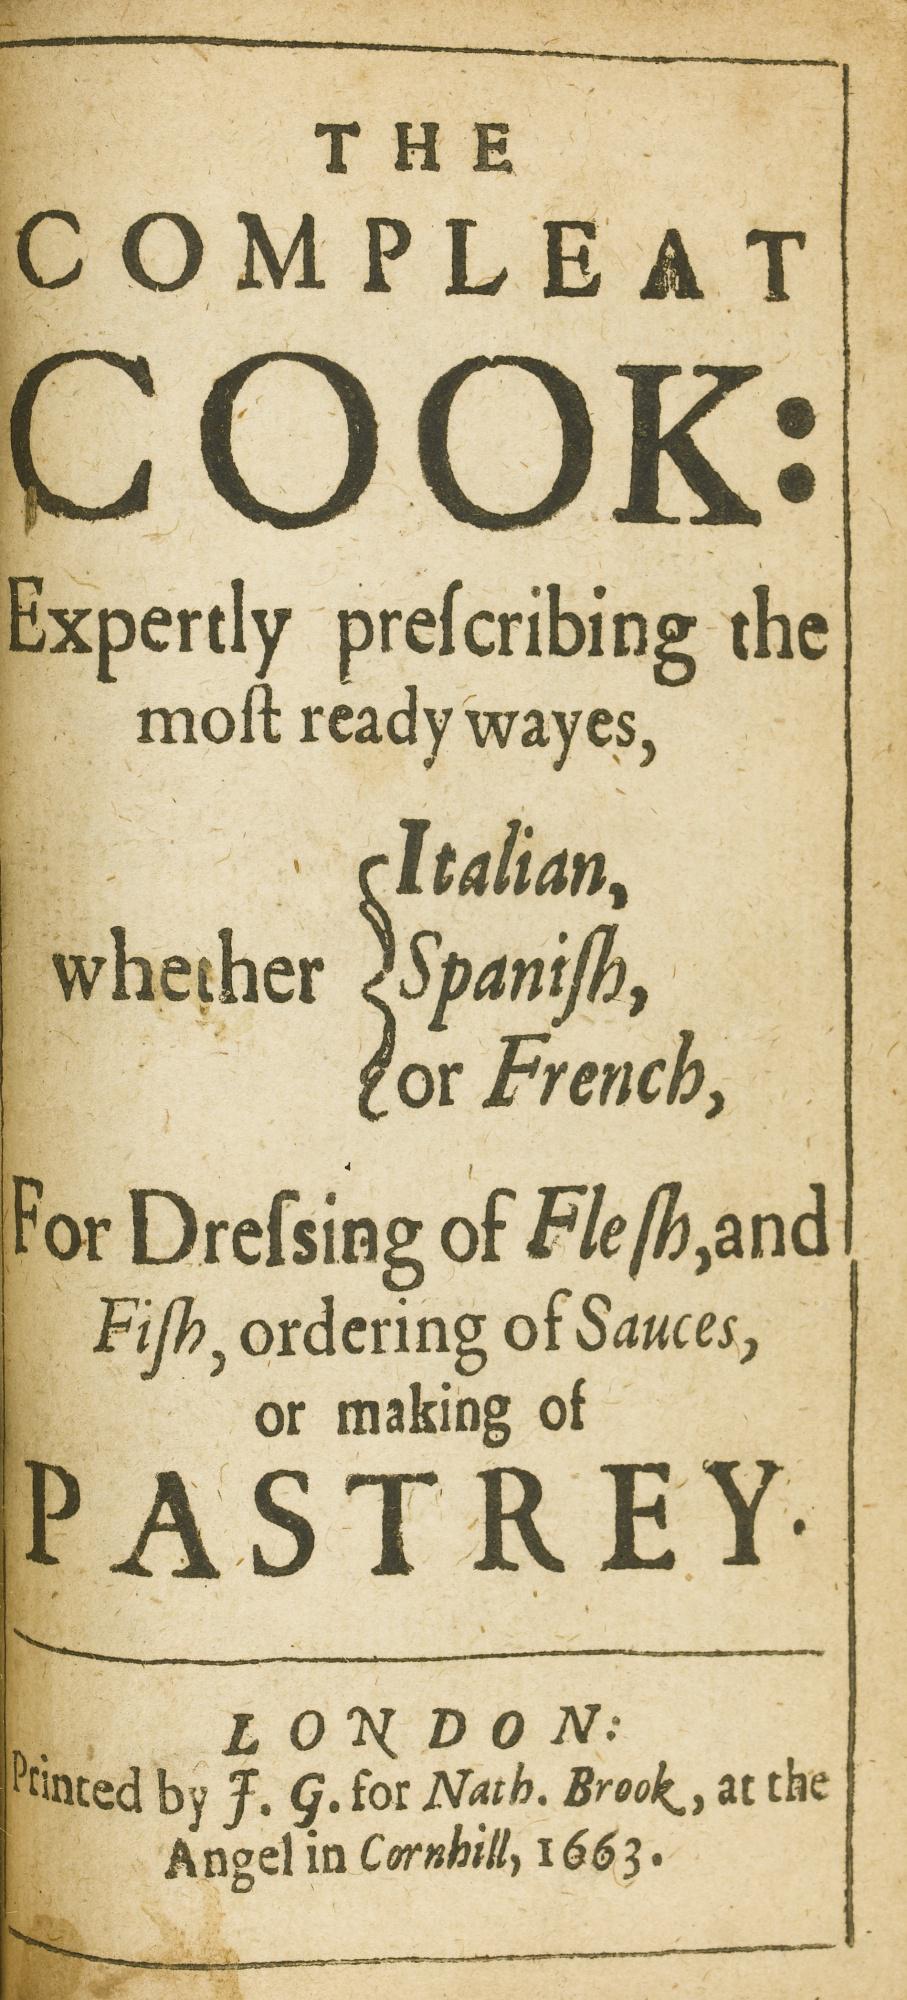 THE
COMPLEAT
COOK:
Expertly preſcribing the
moſt ready wayes,
Italian,
whether Spaniſh,
or French,
For Dreſsing of Fleſh, and
Fiſh, ordering of Sauces,
or making of
PASTREY.
LONDON:
Printed by J. G. for Nath. Brook, at the
Angel in Cornhill, 1663.